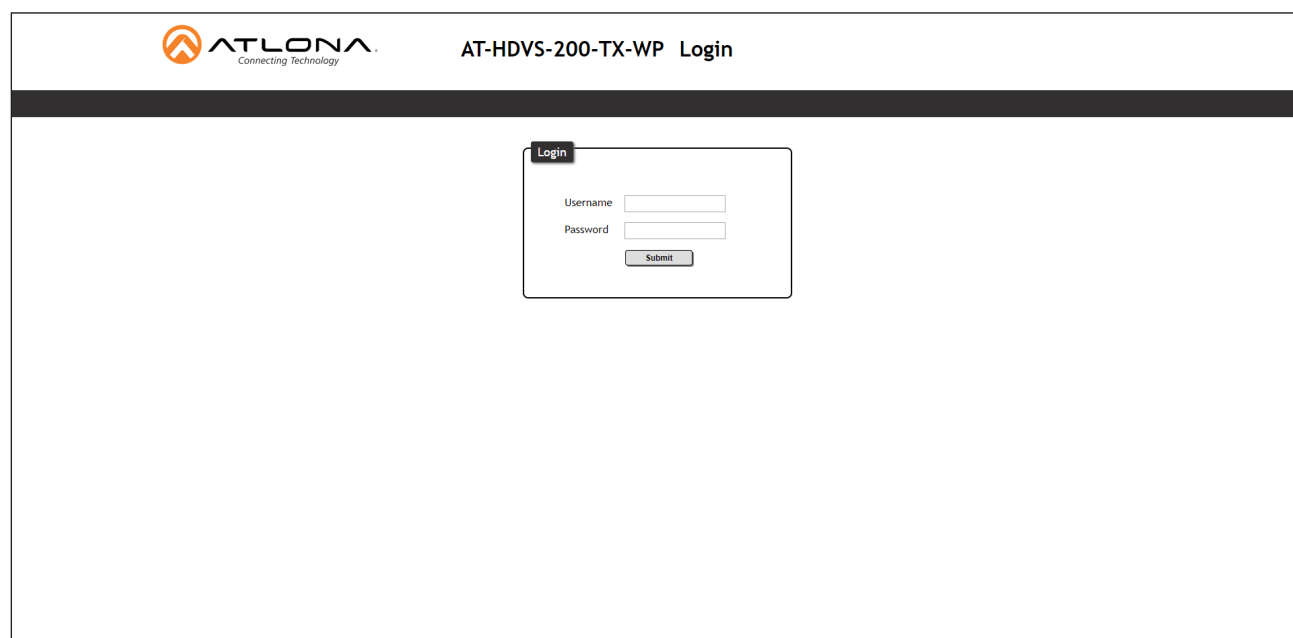 ATLONA.
Connecting Technology
AT-HDVS-200-TX-WP Login
Login
Username
Password
Submit